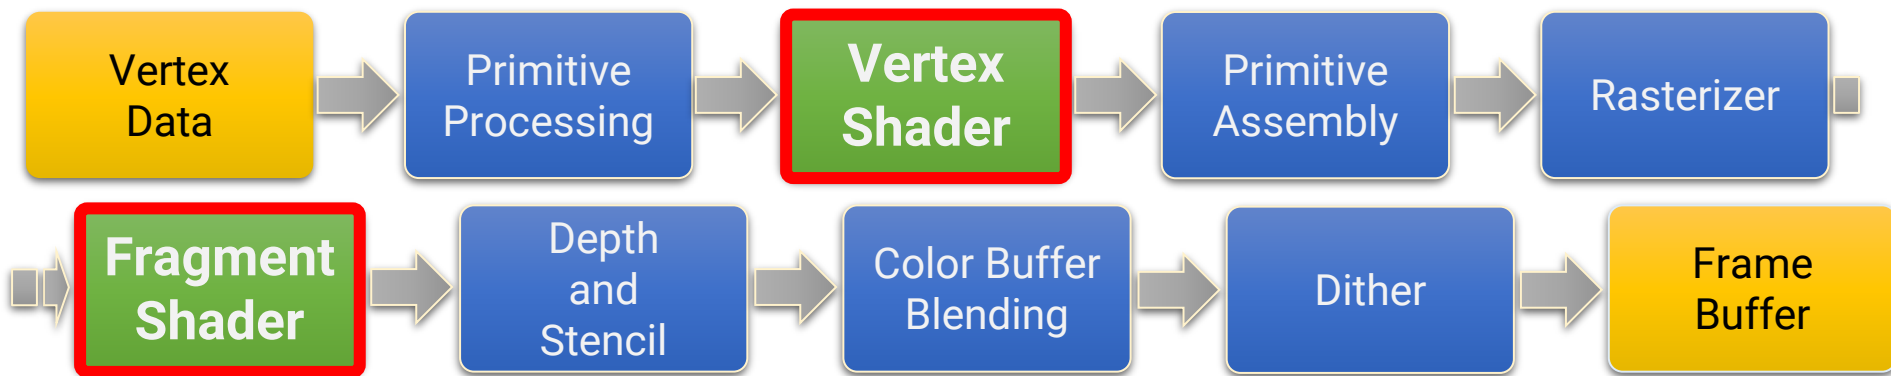 Vertex
Data
Primitive
Processing
Vertex
Shader
Primitive
Assembly
Rasterizer
Fragment
Shader
Depth
and
Stencil
Color Buffer
Blending
Dither
Frame
Buffer